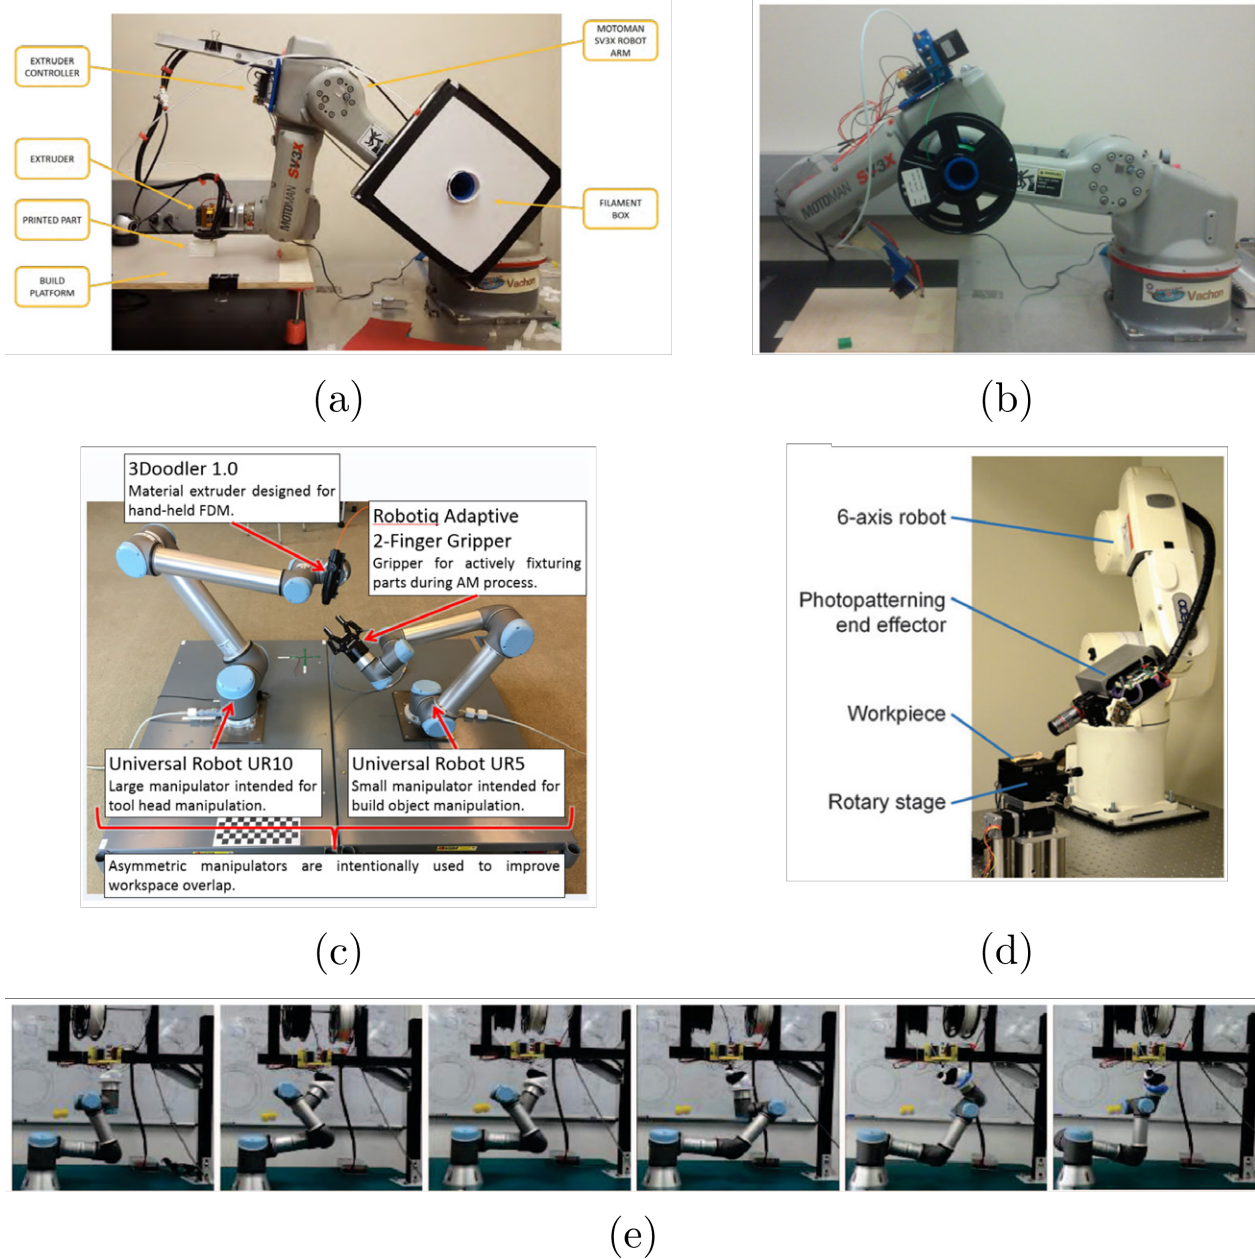 EXTRUDER
CONTROLLER
EXTRUDER
PRINTED PART
BUILD
PLATFORM
MOTOMAN
SV3X ROBOT
ARM
FILAMENT
BOX
MOTOMAN SV3X
Vachon
(a)
MOTOMAN SV3X
Vachon
(b)
3Doodler 1.0
Material extruder designed for
hand-held FDM.
Robotiq Adaptive
2-Finger Gripper
Gripper for actively fixturing
parts during AM process.
Universal Robot UR10
Large manipulator intended for
tool head manipulation.
Universal Robot UR5
Small manipulator intended for
build object manipulation.
Asymmetric manipulators are intentionally used to improve
workspace overlap.
(c)
6-axis robot
Photopatterning
end effector
Workpiece
Rotary stage
(d)
(e)